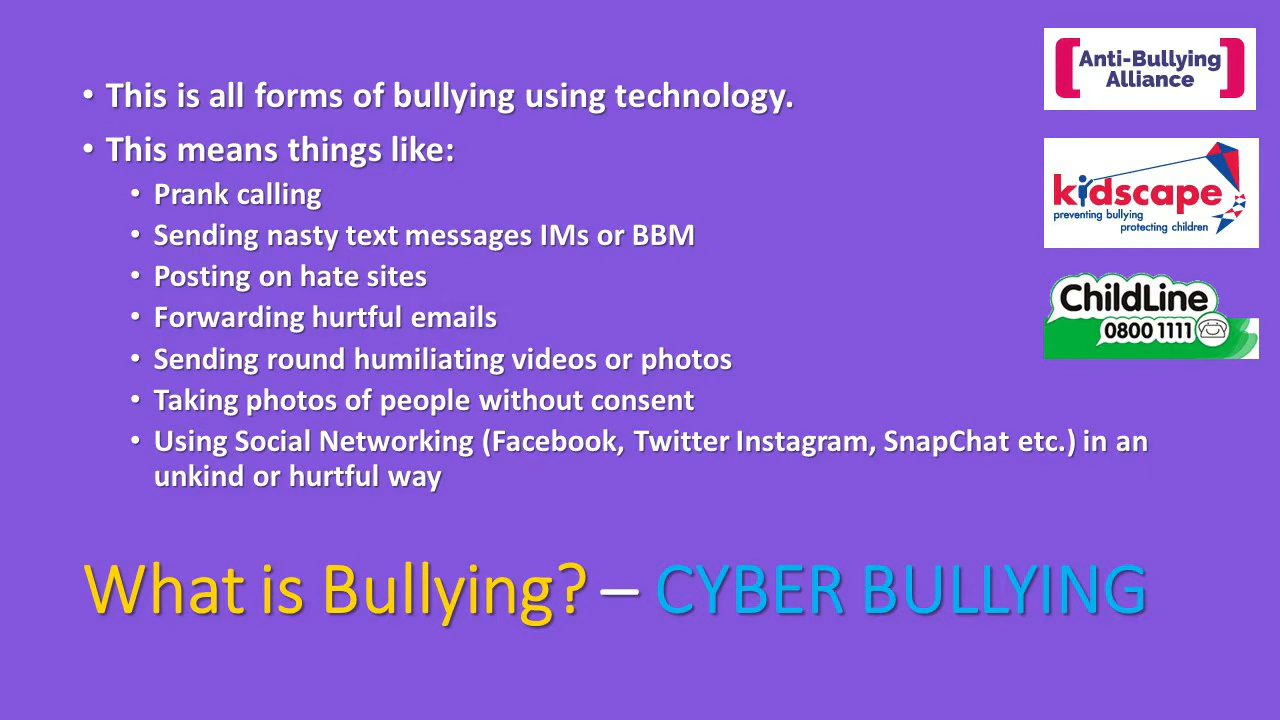 • This is all forms of bullying using technology.
• This means things like:
• Prank calling
• Sending nasty text messages IMs or BBM
• Posting on hate sites
• Forwarding hurtful emails
• Sending round humiliating videos or photos
• Taking photos of people without consent
• Using Social Networking (Facebook, Twitter Instagram, SnapChat etc.) in an
unkind or hurtful way
What is Bullying? – CYBER BULLYING
Anti-Bullying
Alliance
kidscape
preventing bullying
protecting children
ChildLine
0800 1111